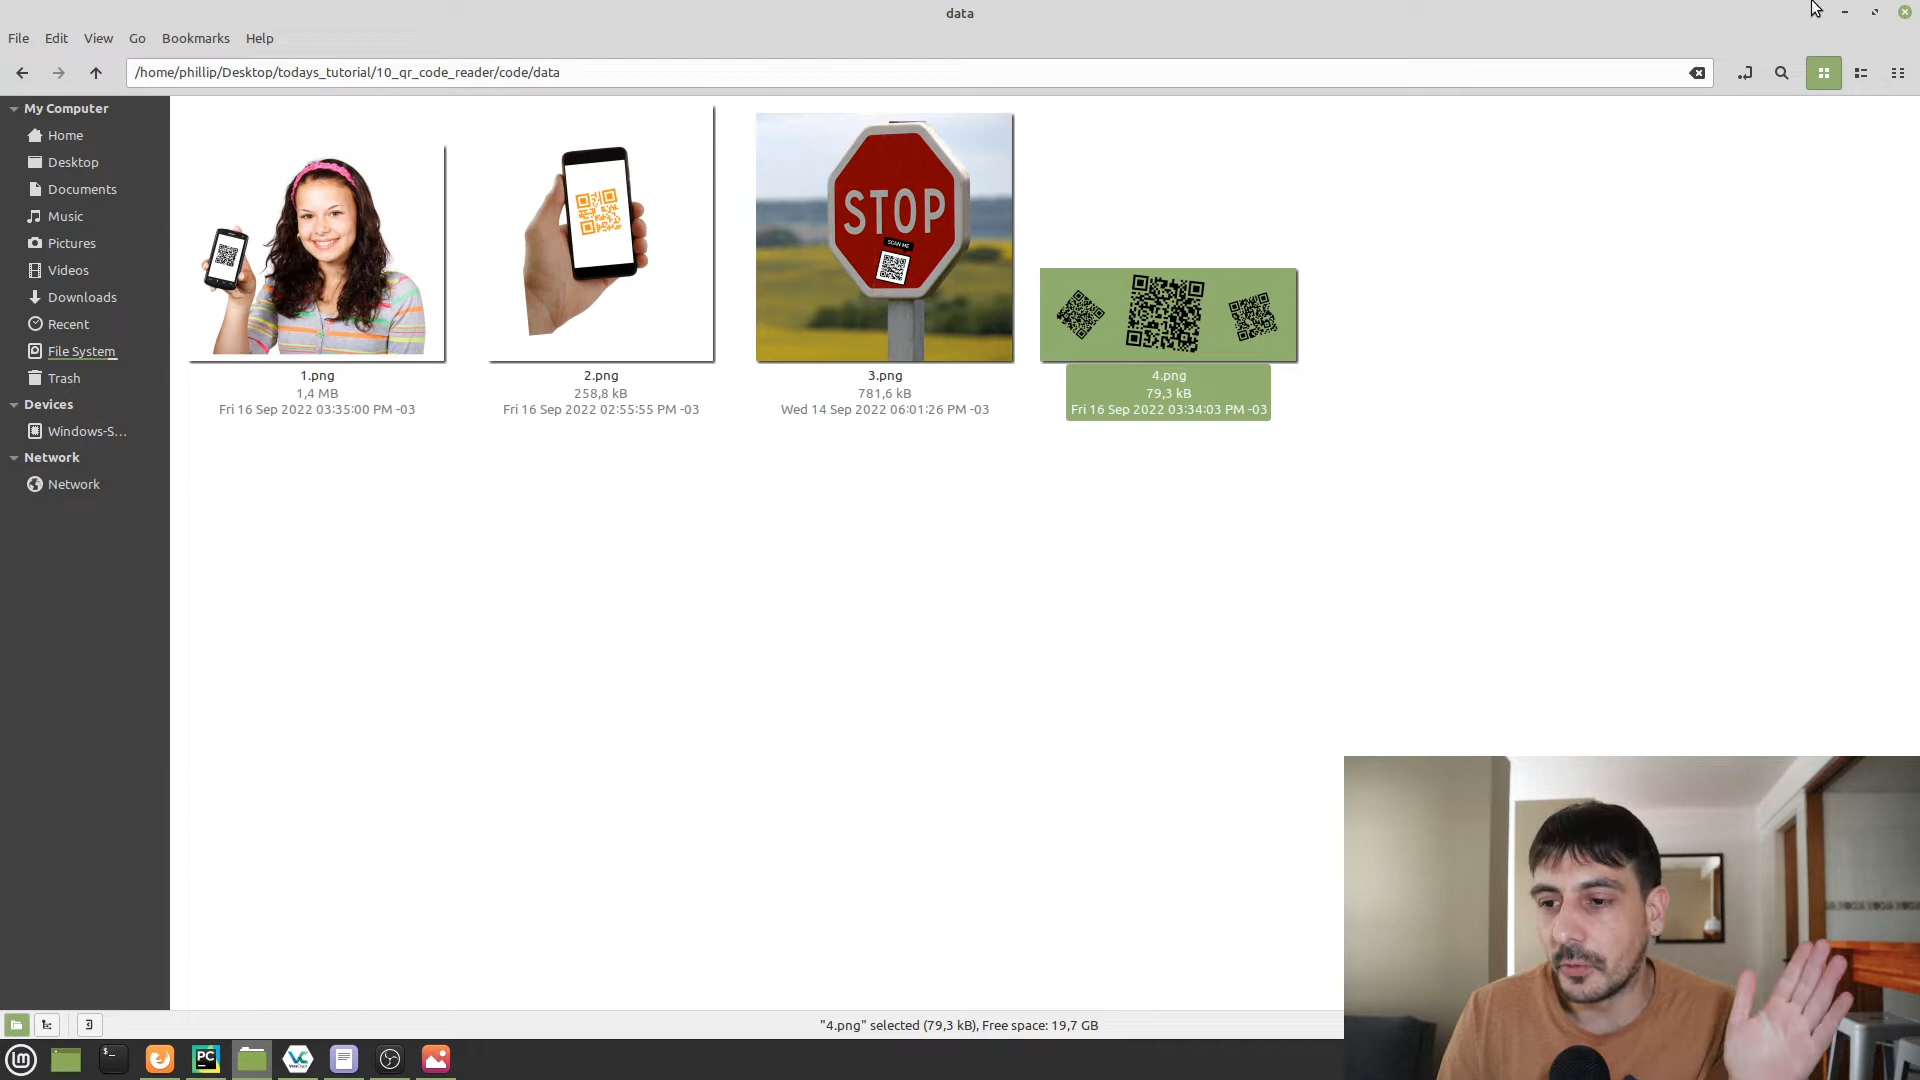 data
File Edit View Go Bookmarks Help
/home/phillip/Desktop/todays_tutorial/10_qr_code_reader/code/data
My Computer
Home
Desktop
Documents
Music
Pictures
Videos
Downloads
Recent
File System
Trash
Devices
Windows-S...
Network
Network
STOP
SCAN ME
1.png
1,4 MB
Fri 16 Sep 2022 03:35:00 PM -03
2.png
258,8 kB
Fri 16 Sep 2022 02:55:55 PM -03
3.png
781,6 kB
Wed 14 Sep 2022 06:01:26 PM -03
4.png
79,3 kB
Fri 16 Sep 2022 03:34:03 PM -03
"4.png" selected (79,3 kB), Free space: 19,7 GB
PC